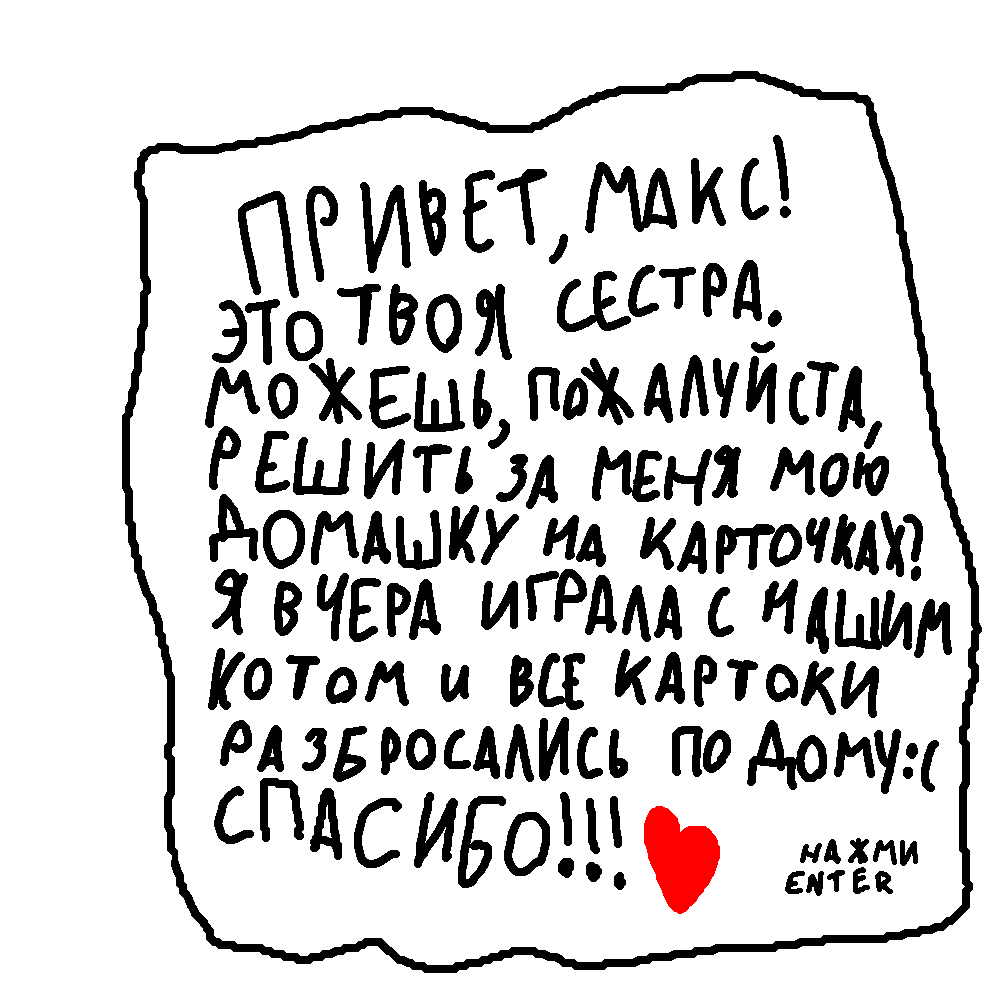 ПРИВЕТ, МАКС!
ЭТО ТВОЯ СЕСТРА.
МОЖЕШЬ, ПОЖАЛУЙСТА,
РЕШИТЬ ЗА МЕНЯ МОЮ
ДОМАШКУ НА КАРТОЧКАХ?
Я ВЧЕРА ИГРАЛА С НАШИМ
КОТОМ И ВСЕ КАРТОКИ
РАЗБРОСАЛИСЬ ПО ДОМУ:(
СПАСИБО!!!
НАЖМИ
ENTER